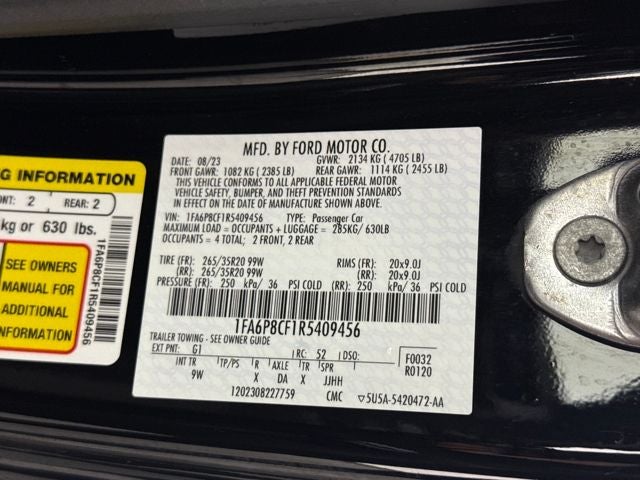 NG INFORMATION
NT: 2 REAR: 2
kg or 630 lbs.
SEE OWNERS
MANUAL FOR
ADDITIONAL
INFORMATION
1FA6P8CF1R5409456
MFD. BY FORD MOTOR CO.
DATE: 08/23 GVWR: 2134 KG ( 4705 LB)
FRONT GAWR: 1082 KG ( 2385 LB) REAR GAWR: 1114 KG ( 2455 LB)
THIS VEHICLE CONFORMS TO ALL APPLICABLE FEDERAL MOTOR
VEHICLE SAFETY, BUMPER, AND THEFT PREVENTION STANDARDS
IN EFFECT ON THE DATE OF MANUFACTURE SHOWN ABOVE.
VIN: 1FA6P8CF1R5409456 TYPE: Passenger Car
MAXIMUM LOAD = OCCUPANTS + LUGGAGE = 285KG/ 630LB
OCCUPANTS = 4 TOTAL; 2 FRONT, 2 REAR
TIRE (FR): 265/35R20 99W RIMS (FR): 20x9.0J
(RR): 265/35R20 99W (RR): 20x9.0J
PRESSURE (FR): 250 kPa/ 36 PSI COLD (RR): 250 kPa/ 36 PSI COLD
1FA6P8CF1R5409456
TRAILER TOWING - SEE OWNER GUIDE
EXT PNT: G1 RC: 52 DSO: F0032
INT TR TP/PS R AXLE TR SPR R0120
9W X DA X JJHH
1202308227759 CMC 5U5A-5420472-AA